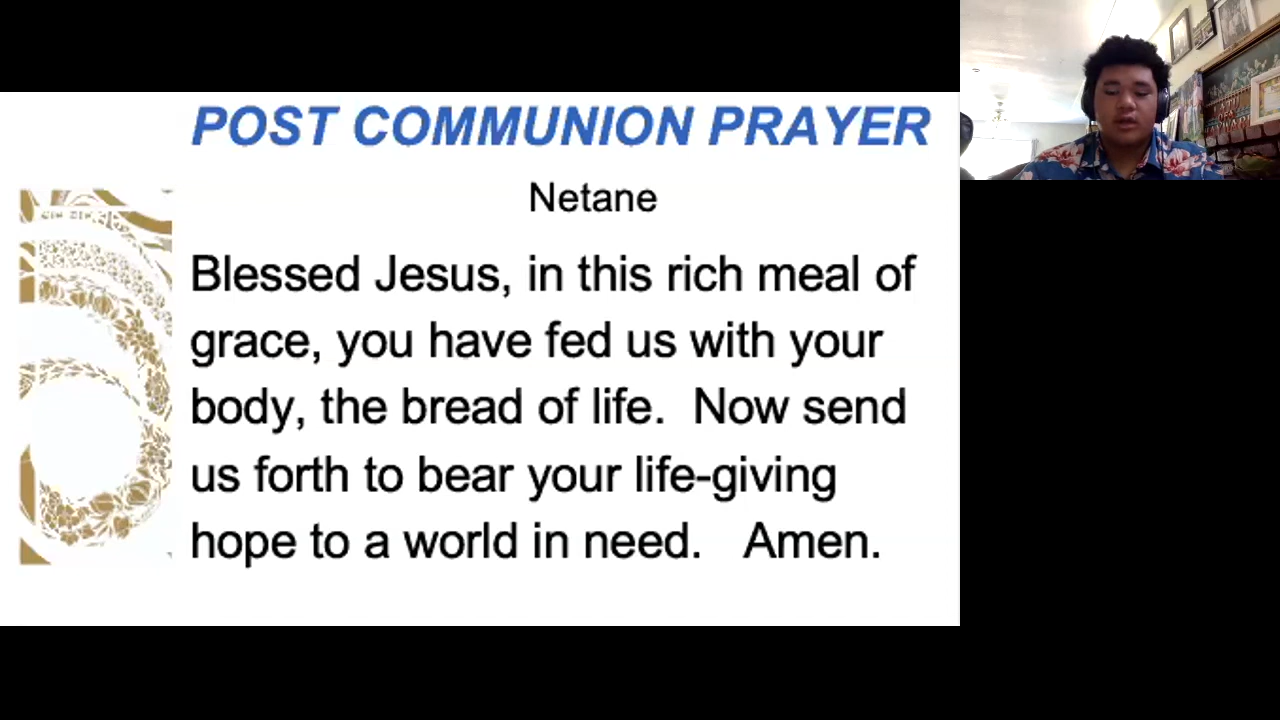 POST COMMUNION PRAYER
Netane
Blessed Jesus, in this rich meal of
grace, you have fed us with your
body, the bread of life.  Now send
us forth to bear your life-giving
hope to a world in need.   Amen.